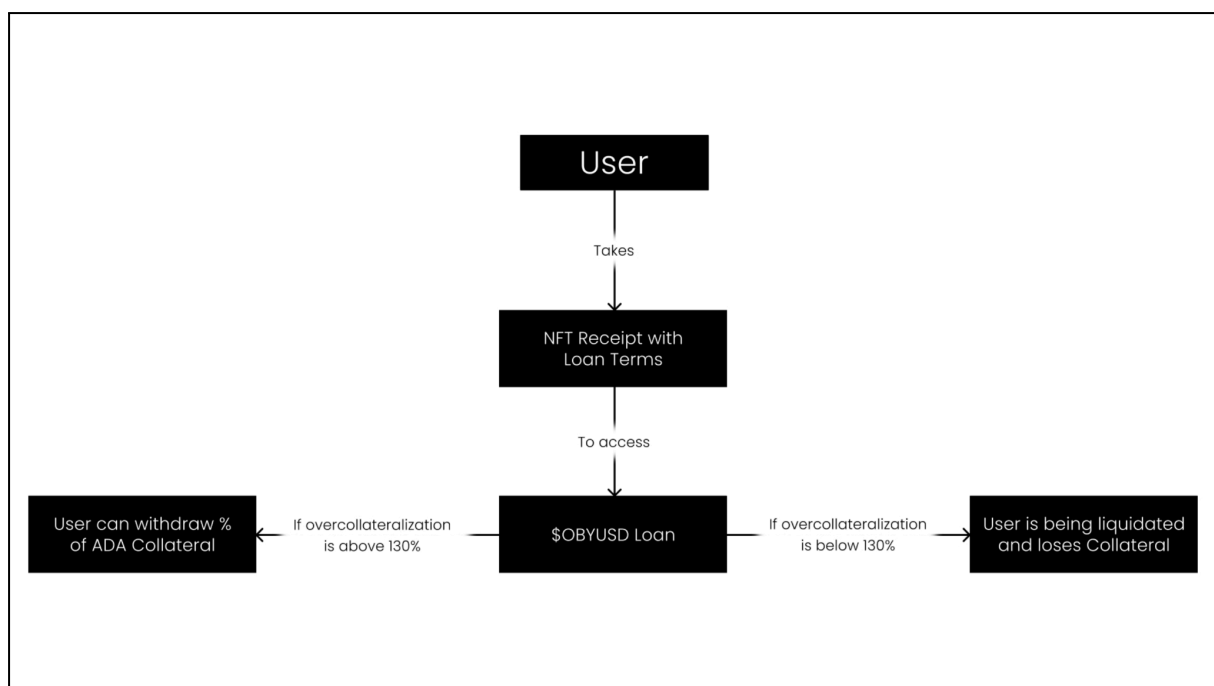 User
Takes
NFT Receipt with
Loan Terms
To access
User can withdraw %
of ADA Collateral
If overcollateralization
is above 130%
$OBYUSD Loan
If overcollateralization
is below 130%
User is being liquidated
and loses Collateral